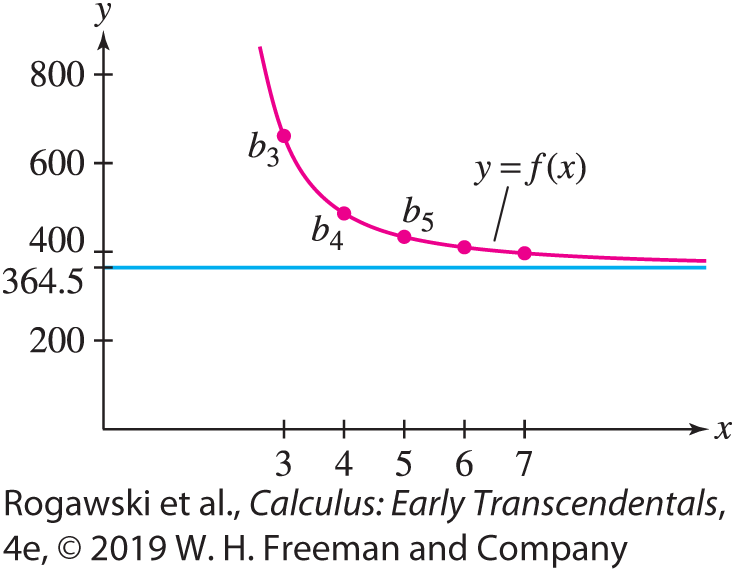 y
800
b3
600
y = f(x)
b4
b5
400
364.5
200
x
3 4 5 6 7
Rogawski et al., Calculus: Early Transcendentals,
4e, © 2019 W. H. Freeman and Company